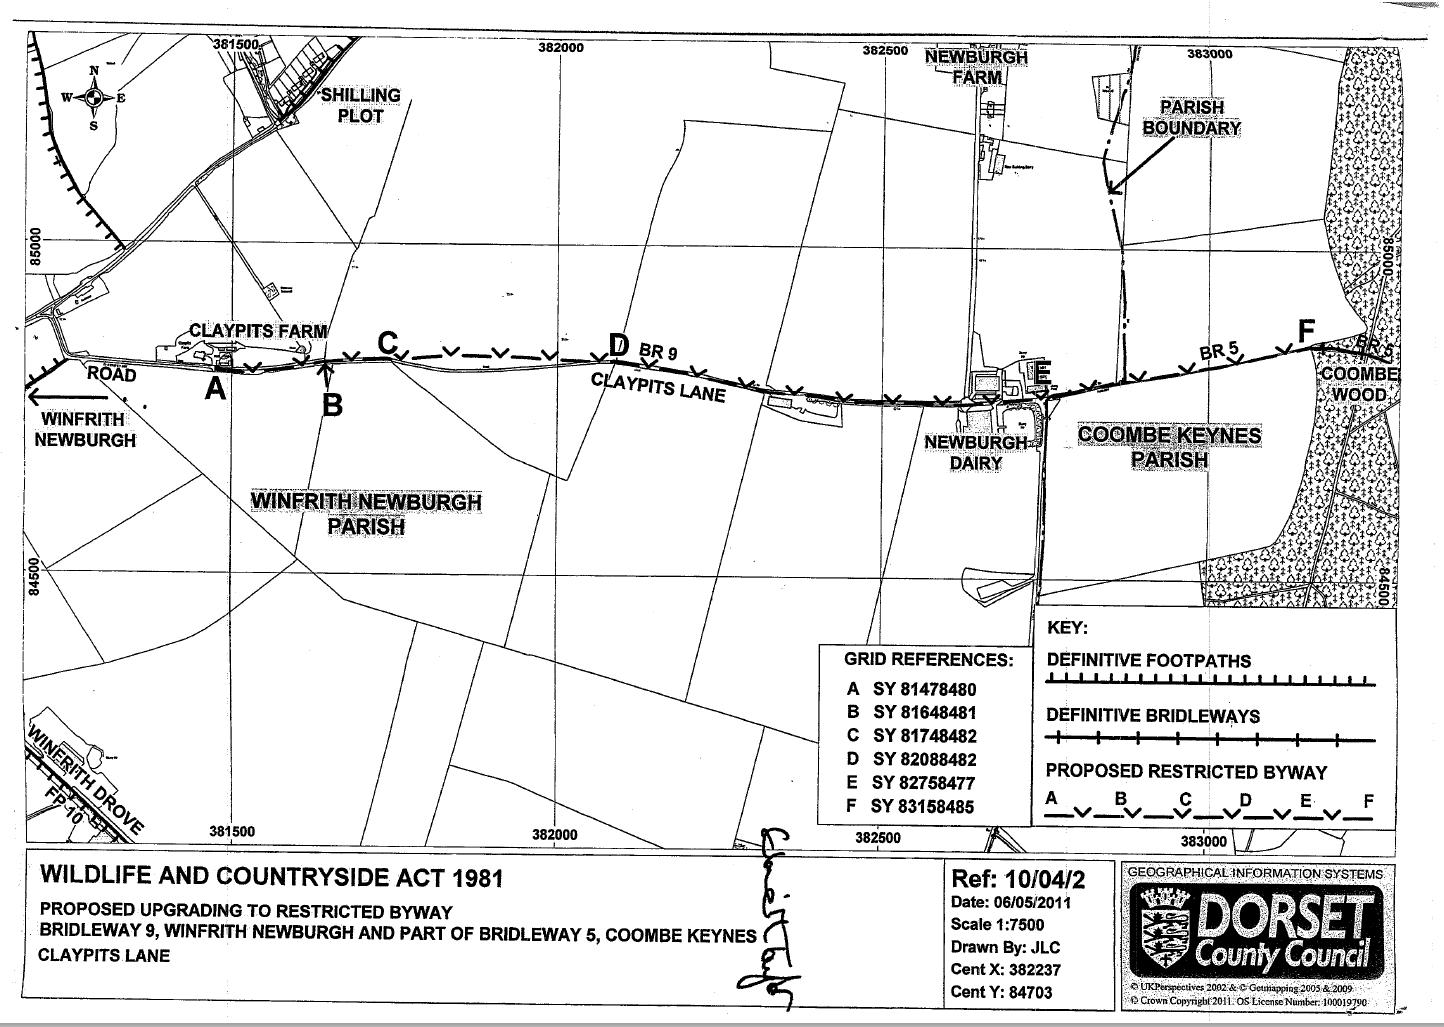 381500
382000
382500
383000
N
W E
S
SHILLING
PLOT
NEWBURGH
FARM
PARISH
BOUNDARY
85000
85000
CLAYPITS FARM
C
D
BR 9
F
BR 5
BR 5
ROAD
A
B
CLAYPITS LANE
E
COOMBE
WOOD
WINFRITH
NEWBURGH
NEWBURGH
DAIRY
COOMBE KEYNES
PARISH
WINFRITH NEWBURGH
PARISH
84500
84500
WINFRITH DROVE
FP 10
381500
382000
382500
383000
GRID REFERENCES:
A SY 81478480
B SY 81648481
C SY 81748482
D SY 82088482
E SY 82758477
F SY 83158485
KEY:
DEFINITIVE FOOTPATHS
DEFINITIVE BRIDLEWAYS
PROPOSED RESTRICTED BYWAY
A B C D E F
WILDLIFE AND COUNTRYSIDE ACT 1981
PROPOSED UPGRADING TO RESTRICTED BYWAY
BRIDLEWAY 9, WINFRITH NEWBURGH AND PART OF BRIDLEWAY 5, COOMBE KEYNES
CLAYPITS LANE
Ref: 10/04/2
Date: 06/05/2011
Scale 1:7500
Drawn By: JLC
Cent X: 382237
Cent Y: 84703
GEOGRAPHICAL INFORMATION SYSTEMS
DORSET
County Council
© UKPerspectives 2002 & © Getmapping 2005 & 2009
© Crown Copyright 2011. OS License Number: 100019790